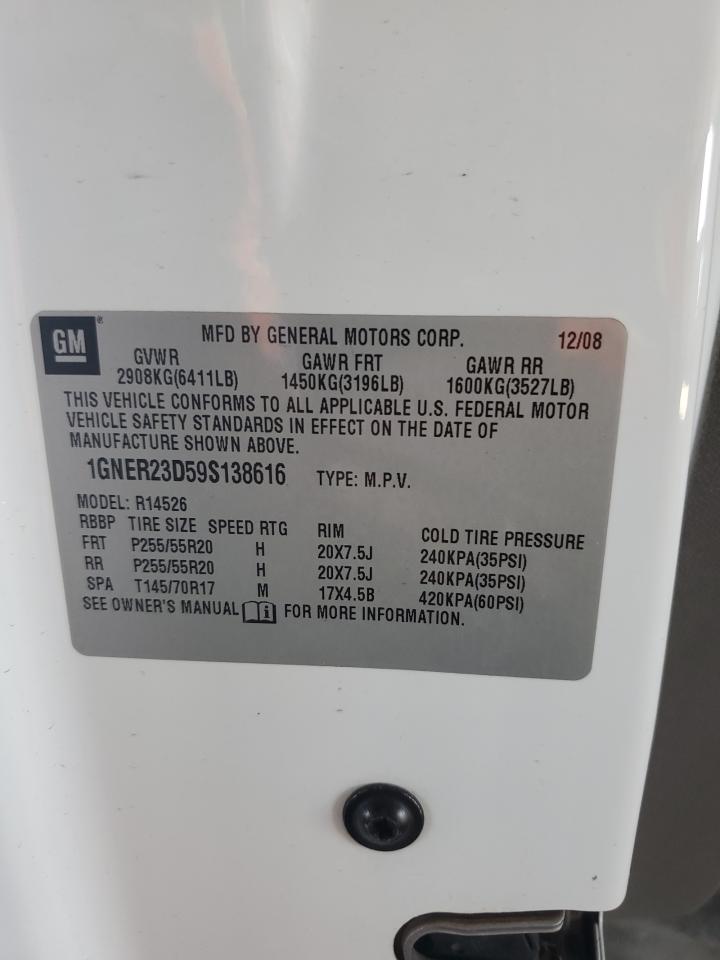 GM ®
MFD BY GENERAL MOTORS CORP. 12/08
GVWR GAWR FRT GAWR RR
2908KG(6411LB) 1450KG(3196LB) 1600KG(3527LB)
THIS VEHICLE CONFORMS TO ALL APPLICABLE U.S. FEDERAL MOTOR
VEHICLE SAFETY STANDARDS IN EFFECT ON THE DATE OF
MANUFACTURE SHOWN ABOVE.
1GNER23D59S138616 TYPE: M.P.V.
MODEL: R14526
RBBP TIRE SIZE SPEED RTG RIM COLD TIRE PRESSURE
FRT P255/55R20 H 20X7.5J 240KPA(35PSI)
RR P255/55R20 H 20X7.5J 240KPA(35PSI)
SPA T145/70R17 M 17X4.5B 420KPA(60PSI)
SEE OWNER'S MANUAL i FOR MORE INFORMATION.